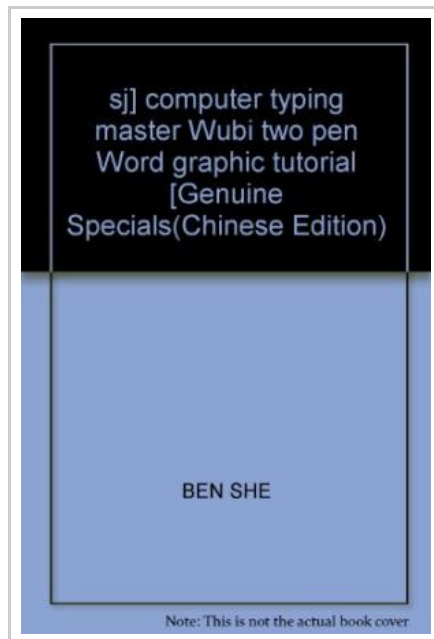 sj] computer typing
master Wubi two pen
Word graphic tutorial
[Genuine
Specials(Chinese Edition)
BEN SHE
Note: This is not the actual book cover